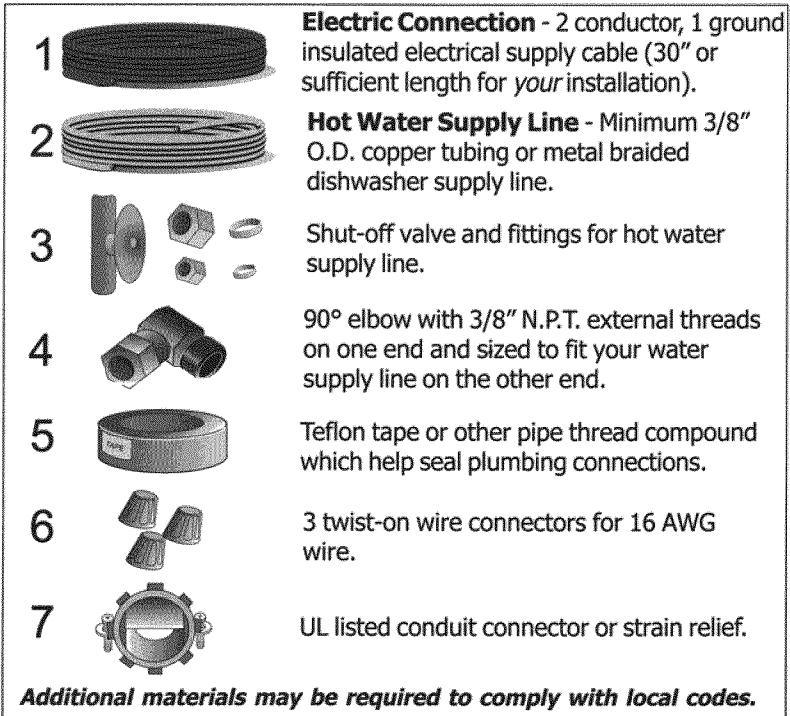 1
Electric Connection - 2 conductor, 1 ground
insulated electrical supply cable (30" or
sufficient length for your installation).
2
Hot Water Supply Line - Minimum 3/8"
O.D. copper tubing or metal braided
dishwasher supply line.
3
Shut-off valve and fittings for hot water
supply line.
4
90° elbow with 3/8" N.P.T. external threads
on one end and sized to fit your water
supply line on the other end.
5
Teflon tape or other pipe thread compound
which help seal plumbing connections.
6
3 twist-on wire connectors for 16 AWG
wire.
7
UL listed conduit connector or strain relief.
Additional materials may be required to comply with local codes.